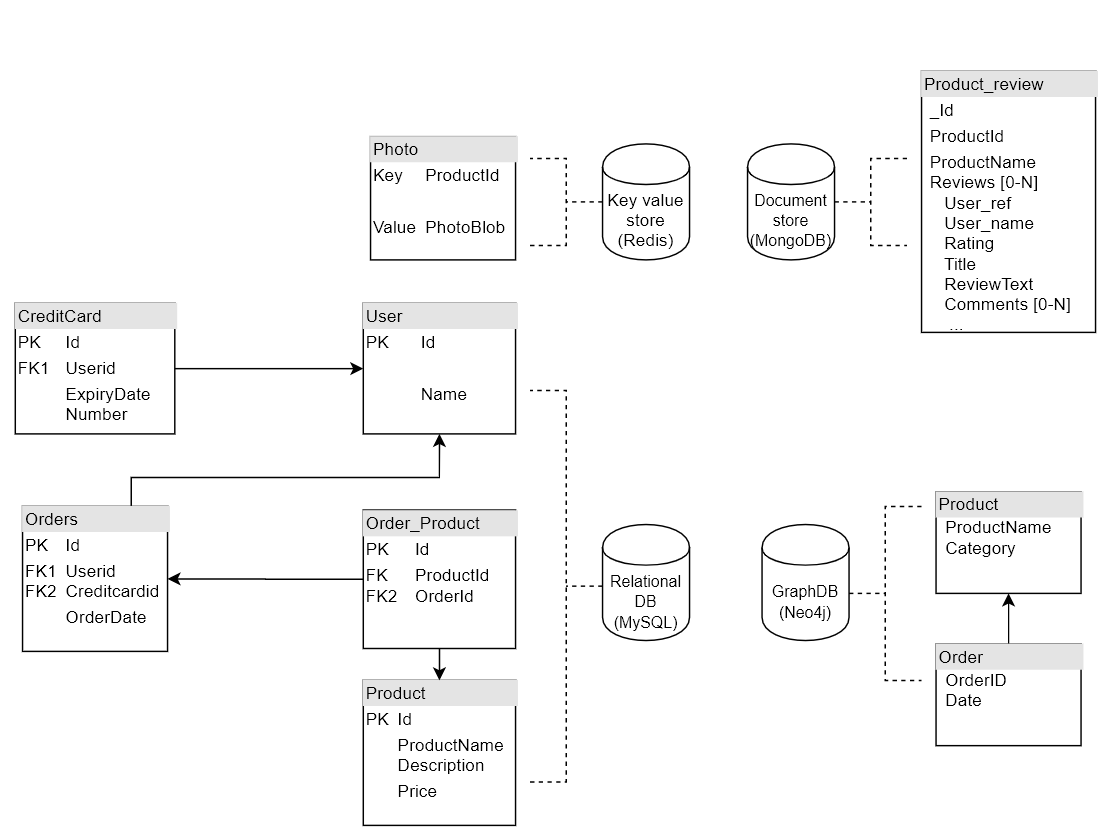 Product_review
_Id
ProductId
ProductName
Reviews [0-N]
User_ref
User_name
Rating
Title
ReviewText
Comments [0-N]
...
Photo
Key ProductId
Value PhotoBlob
Key value
store
(Redis)
Document
store
(MongoDB)
CreditCard
PK Id
FK1 Userid
ExpiryDate
Number
User
PK Id
Name
Orders
PK Id
FK1 Userid
FK2 Creditcardid
OrderDate
Order_Product
PK Id
FK ProductId
FK2 OrderId
Relational
DB
(MySQL)
GraphDB
(Neo4j)
Product
ProductName
Category
Order
OrderID
Date
Product
PK Id
ProductName
Description
Price